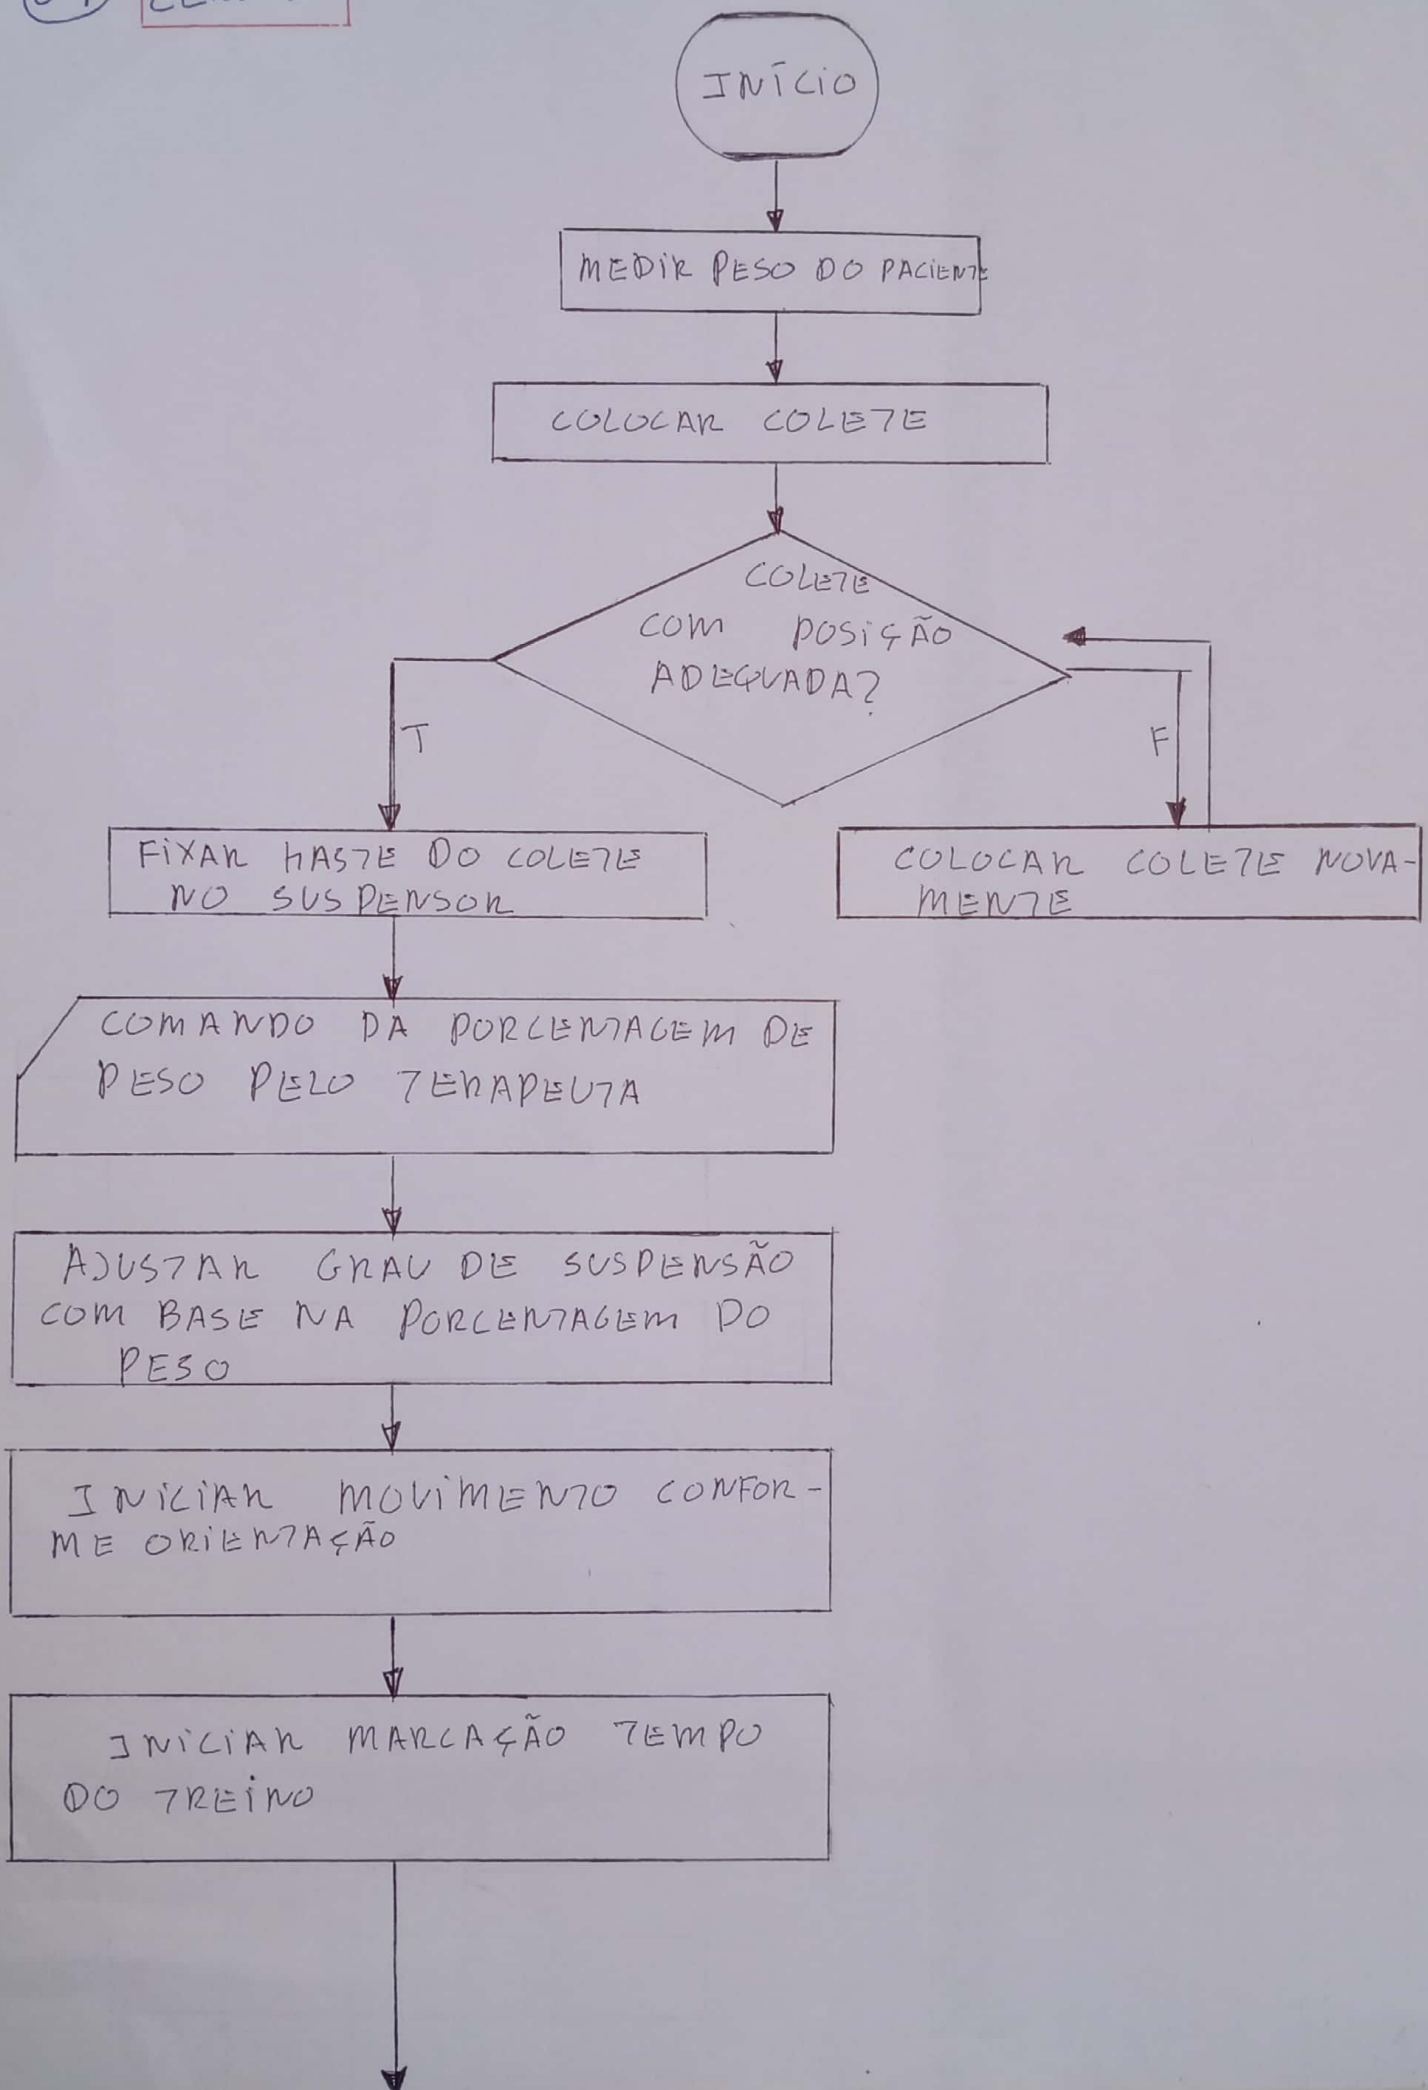 INÍCIO
MEDIR PESO DO PACIENTE
COLOCAR COLETE
COLETE
COM POSIÇÃO
ADEQUADA?
T
F
FIXAR HASTE DO COLETE
NO SUSPENSOR
COLOCAR COLETE NOVA-
MENTE
COMANDO DA PORCENTAGEM DE
PESO PELO TERAPEUTA
AJUSTAR GRAU DE SUSPENSÃO
COM BASE NA PORCENTAGEM DO
PESO
INICIAR MOVIMENTO CONFOR-
ME ORIENTAÇÃO
INICIAR MARCAÇÃO TEMPO
DO TREINO